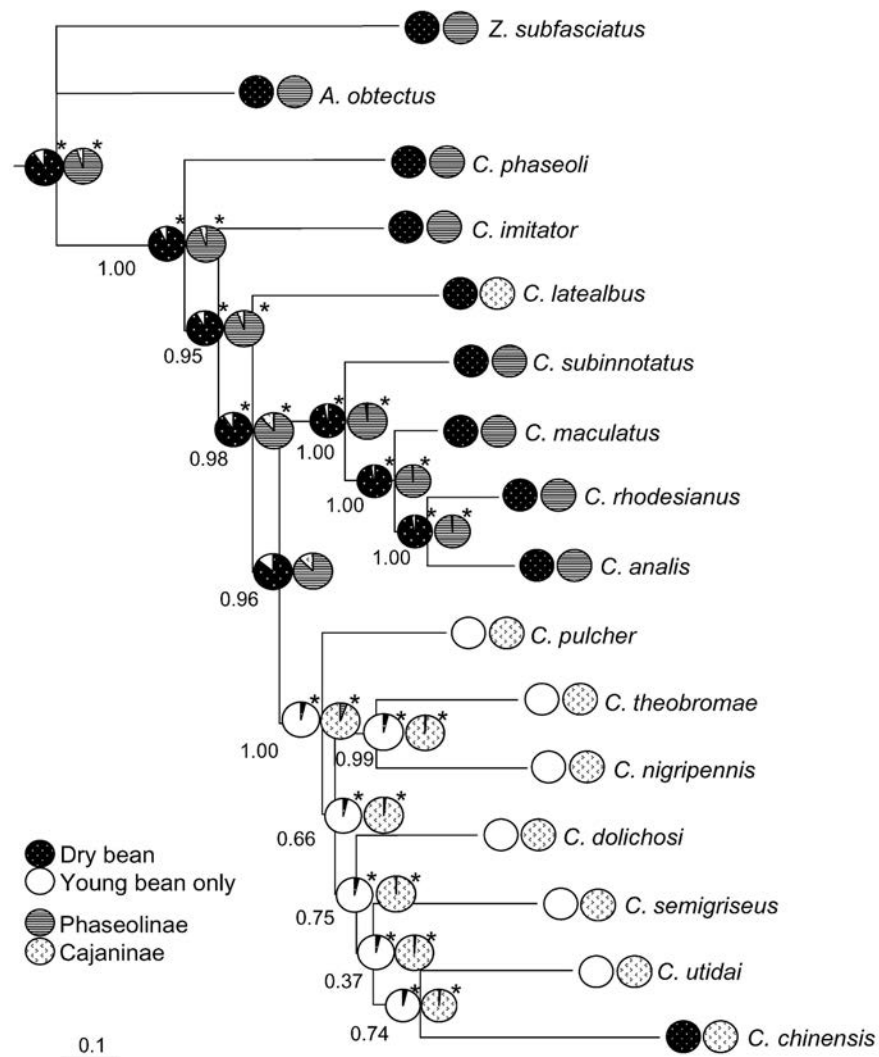 Z. subfasciatus
A. obtectus
* *
C. phaseoli
C. imitator
* *
1.00
C. latealbus
* *
0.95
C. subinnotatus
* *
* *
0.98
1.00
C. maculatus
* *
1.00
C. rhodesianus
* *
1.00
C. analis
0.96
C. pulcher
C. theobromae
* *
* *
1.00
0.99
C. nigripennis
* *
0.66
C. dolichosi
Dry bean
Young bean only
* *
0.75
C. semigriseus
Phaseolinae
Cajaninae
* *
0.37
C. utidai
* *
0.74
C. chinensis
0.1